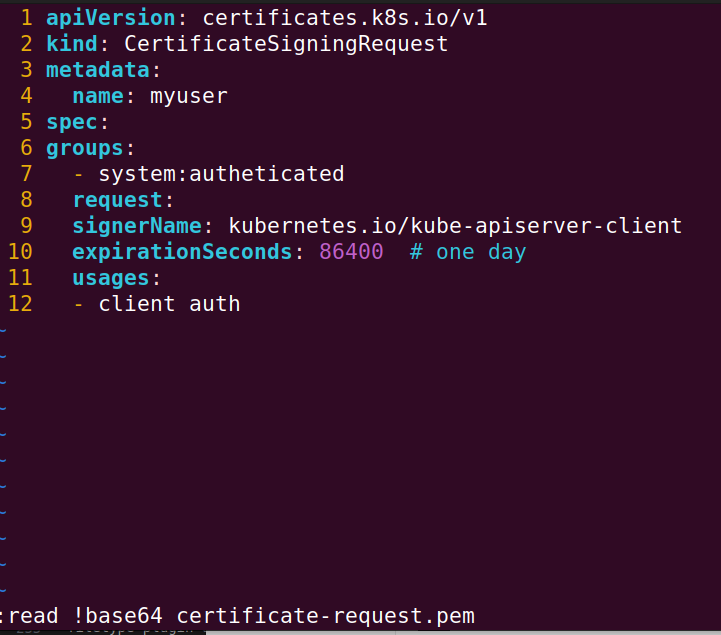 1 apiVersion: certificates.k8s.io/v1
2 kind: CertificateSigningRequest
3 metadata:
4   name: myuser
5 spec:
6 groups:
7   - system:autheticated
8   request:
9   signerName: kubernetes.io/kube-apiserver-client
10   expirationSeconds: 86400  # one day
11   usages:
12   - client auth
~
~
~
~
~
~
~
~
~
~
~
:read !base64 certificate-request.pem